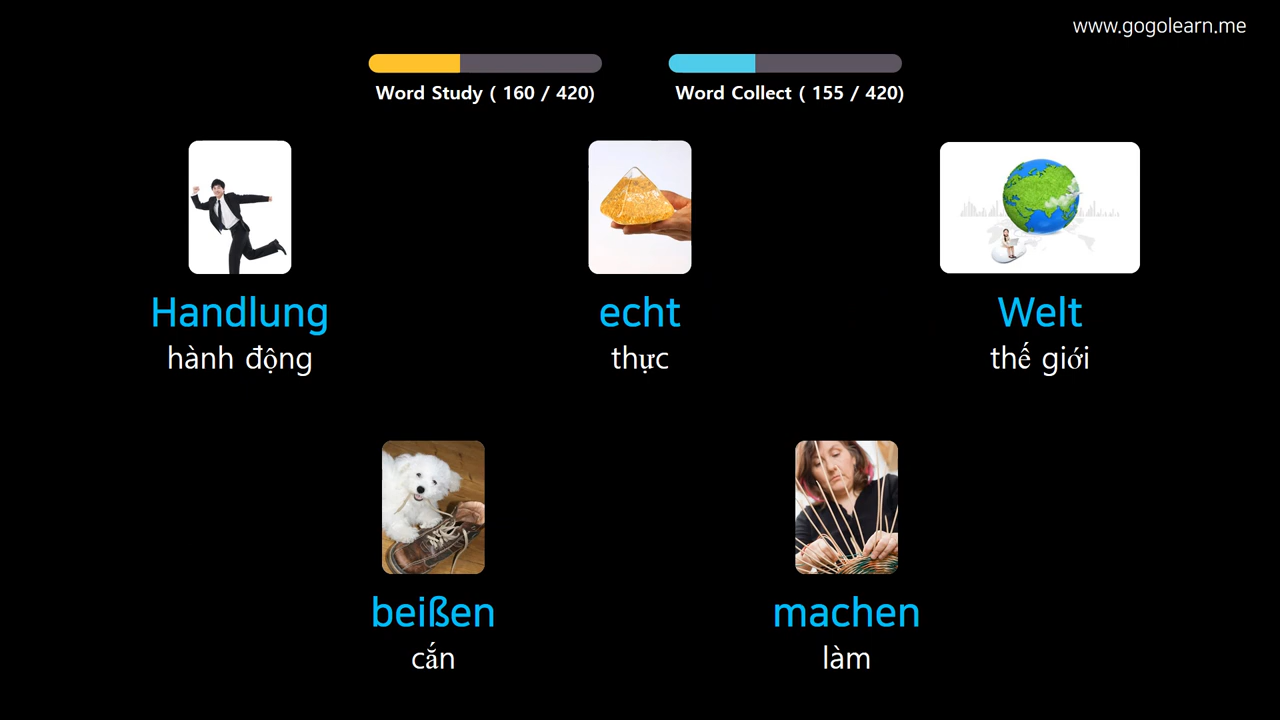 www.gogolearn.me
Word Study ( 160 / 420)
Word Collect ( 155 / 420)
Handlung
hành động
echt
thực
Welt
thế giới
beißen
cắn
machen
làm